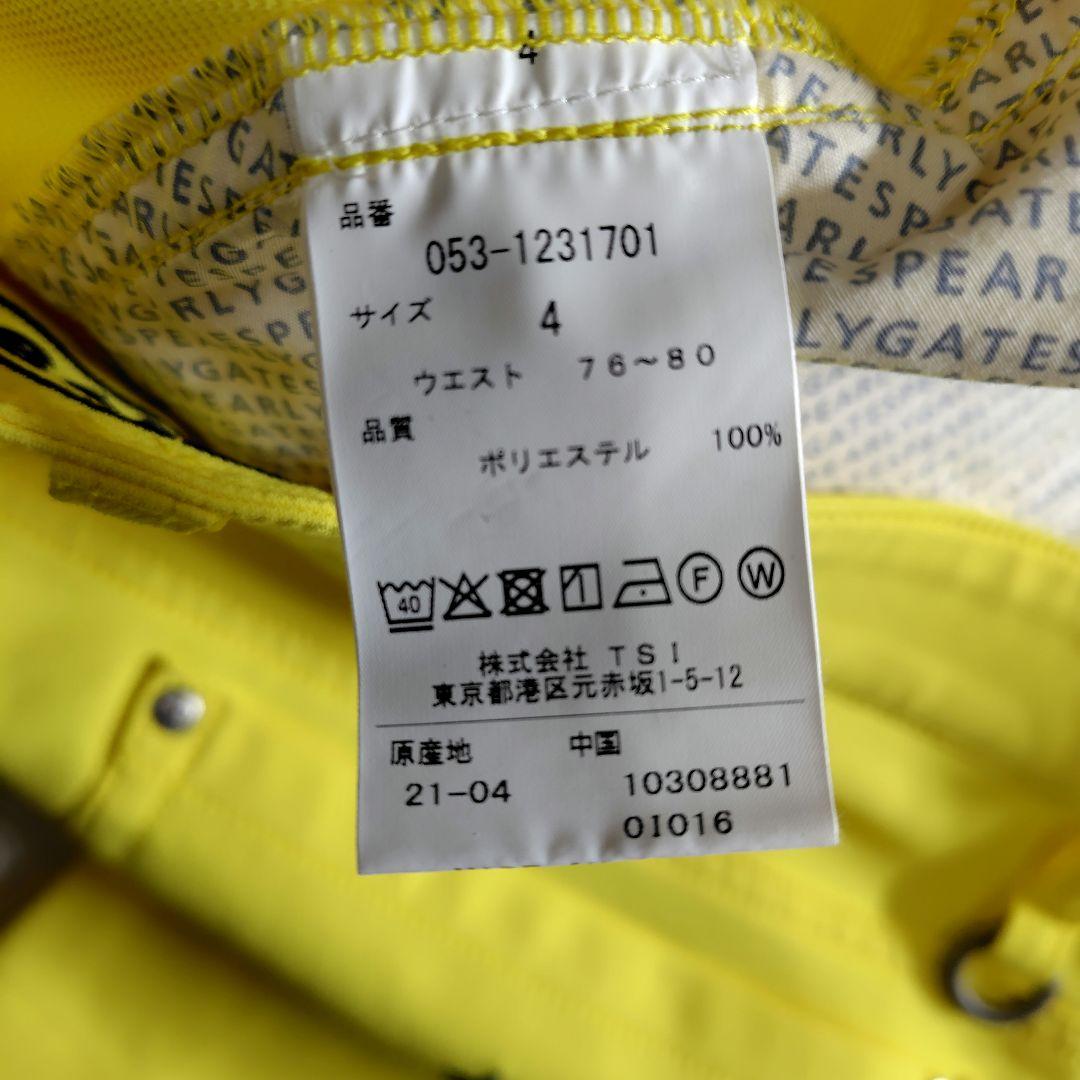 4
品番
053-1231701
サイズ 4
ウエスト 76～80
品質
ポリエステル 100%
40
F W
株式会社 TSI
東京都港区元赤坂1-5-12
原産地 中国
21-04 10308881
01016
PEARLYGATES